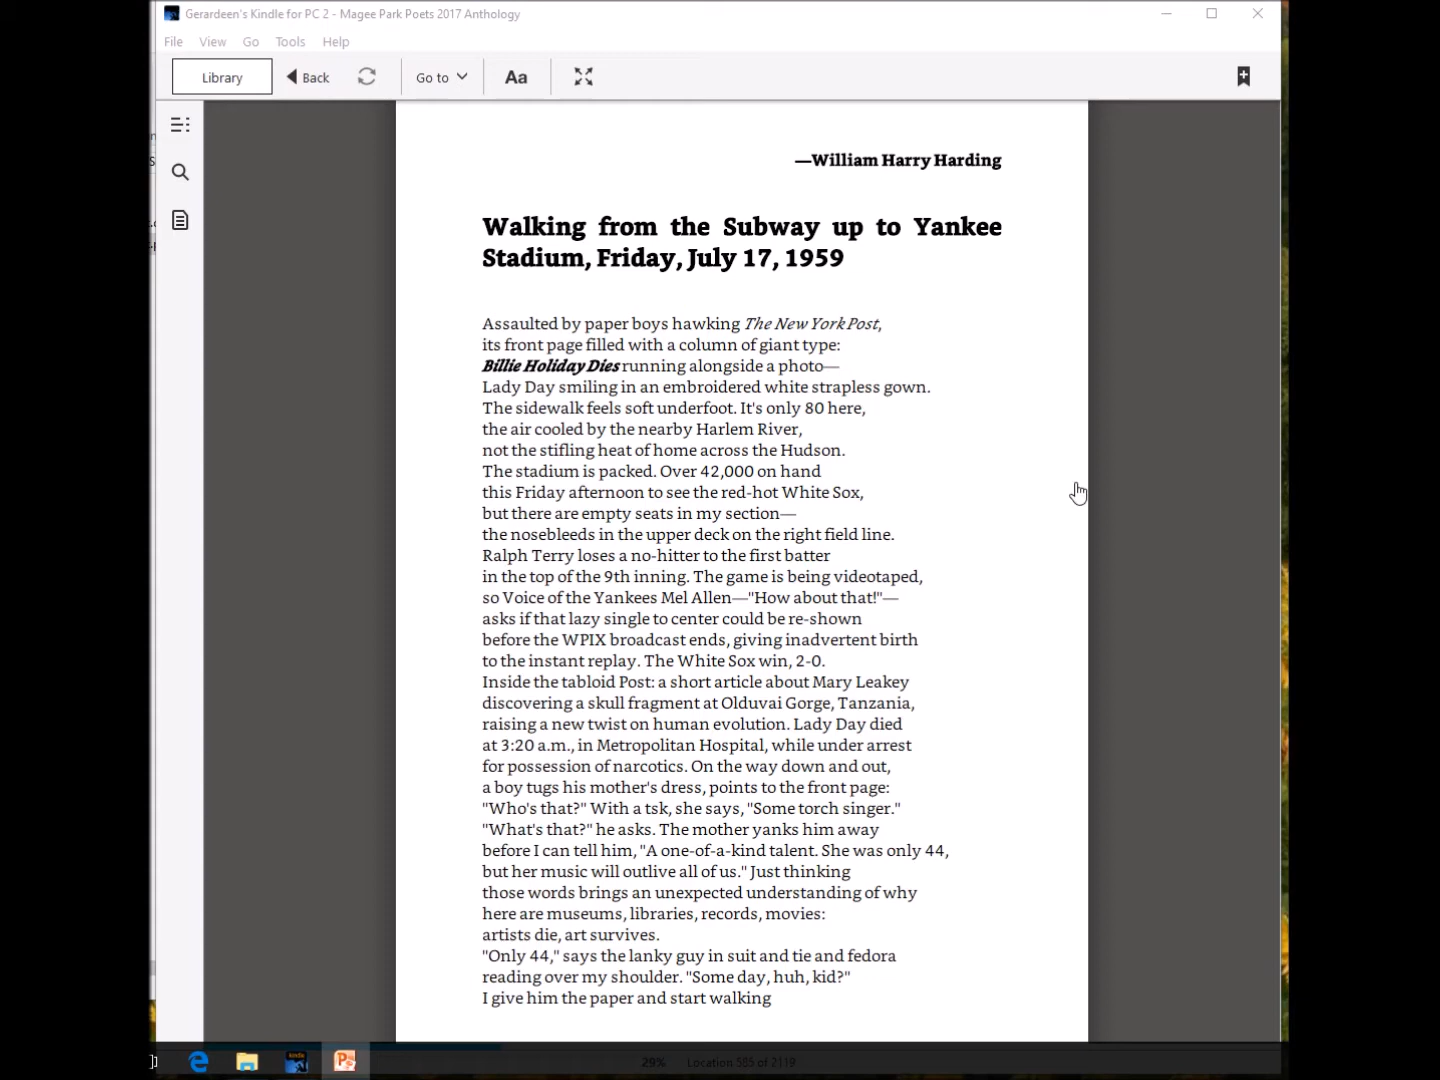 Gerardeen's Kindle for PC 2 - Magee Park Poets 2017 Anthology
File View Go Tools Help
Library Back Go to Aa
—William Harry Harding
Walking from the Subway up to Yankee
Stadium, Friday, July 17, 1959
Assaulted by paper boys hawking The New York Post,
its front page filled with a column of giant type:
Billie Holiday Dies running alongside a photo—
Lady Day smiling in an embroidered white strapless gown.
The sidewalk feels soft underfoot. It's only 80 here,
the air cooled by the nearby Harlem River,
not the stifling heat of home across the Hudson.
The stadium is packed. Over 42,000 on hand
this Friday afternoon to see the red-hot White Sox,
but there are empty seats in my section—
the nosebleeds in the upper deck on the right field line.
Ralph Terry loses a no-hitter to the first batter
in the top of the 9th inning. The game is being videotaped,
so Voice of the Yankees Mel Allen—"How about that!"—
asks if that lazy single to center could be re-shown
before the WPIX broadcast ends, giving inadvertent birth
to the instant replay. The White Sox win, 2-0.
Inside the tabloid Post: a short article about Mary Leakey
discovering a skull fragment at Olduvai Gorge, Tanzania,
raising a new twist on human evolution. Lady Day died
at 3:20 a.m., in Metropolitan Hospital, while under arrest
for possession of narcotics. On the way down and out,
a boy tugs his mother's dress, points to the front page:
"Who's that?" With a tsk, she says, "Some torch singer."
"What's that?" he asks. The mother yanks him away
before I can tell him, "A one-of-a-kind talent. She was only 44,
but her music will outlive all of us." Just thinking
those words brings an unexpected understanding of why
here are museums, libraries, records, movies:
artists die, art survives.
"Only 44," says the lanky guy in suit and tie and fedora
reading over my shoulder. "Some day, huh, kid?"
I give him the paper and start walking
29% Location 585 of 2119